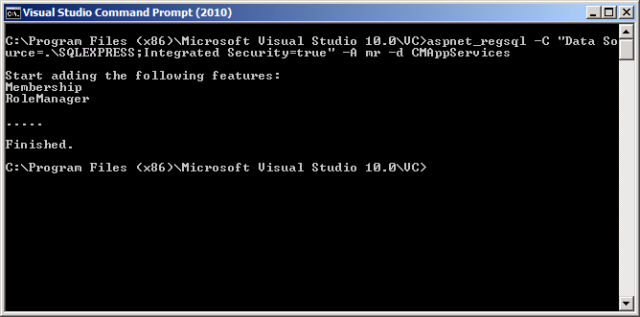 Visual Studio Command Prompt (2010)
C:\Program Files (x86)\Microsoft Visual Studio 10.0\VC>aspnet_regsql -C "Data So
urce=.\SQLEXPRESS;Integrated Security=true" -A mr -d CMAppServices
Start adding the following features:
Membership
RoleManager
.....
Finished.
C:\Program Files (x86)\Microsoft Visual Studio 10.0\VC>